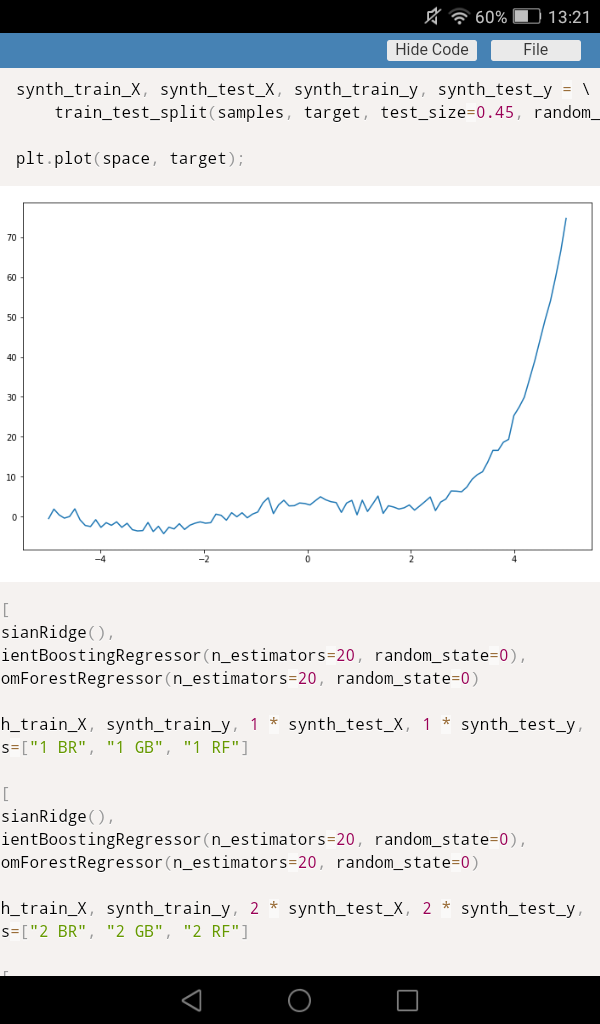 60% 13:21
Hide Code File
synth_train_X, synth_test_X, synth_train_y, synth_test_y = \
train_test_split(samples, target, test_size=0.45, random_
plt.plot(space, target);
70
60
50
40
30
20
10
0
−4 −2 0 2 4
[
sianRidge(),
ientBoostingRegressor(n_estimators=20, random_state=0),
omForestRegressor(n_estimators=20, random_state=0)
h_train_X, synth_train_y, 1 * synth_test_X, 1 * synth_test_y,
s=["1 BR", "1 GB", "1 RF"]
[
sianRidge(),
ientBoostingRegressor(n_estimators=20, random_state=0),
omForestRegressor(n_estimators=20, random_state=0)
h_train_X, synth_train_y, 2 * synth_test_X, 2 * synth_test_y,
s=["2 BR", "2 GB", "2 RF"]
[